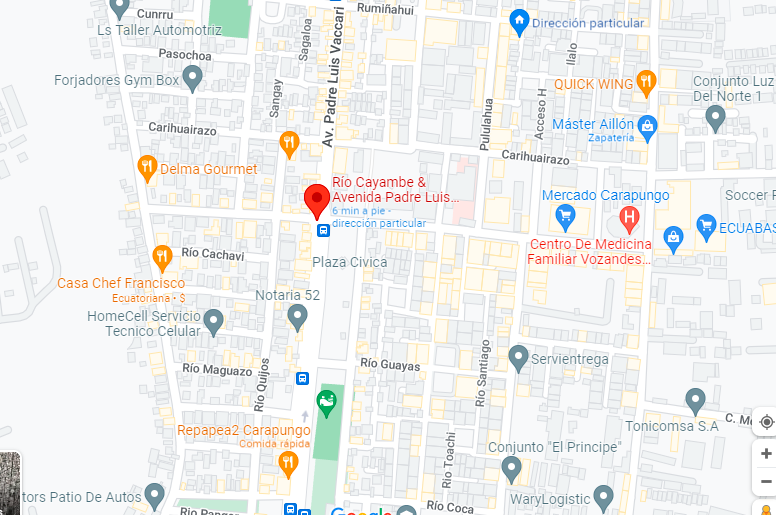 Curru
Ls Taller Automotriz
Rumiñahui
Dirección particular
Pasochoa
Sagaloa
Av. Padre Luis Vaccari
Ilalo
Forjadores Gym Box
Sangay
QUICK WING
Conjunto Luz
Del Norte 1
Pululahua
Acceso H
Carihuairazo
Máster Aillón
Zapatería
Carihuairazo
Delma Gourmet
Río Cayambe &
Avenida Padre Luis...
6 min a pie -
dirección particular
Mercado Carapungo
Soccer
ECUABAS
Centro De Medicina
Familiar Vozandes...
Río Cachavi
Plaza Civica
Casa Chef Francisco
Ecuatoriana • $
Notaria 52
HomeCell Servicio
Tecnico Celular
Río Guayas
Servientrega
Río Maguazo
Río Quijos
Río Santiago
Repapea2 Carapungo
Comida rápida
Tonicomsa S.A
C. M
Río Toachi
Conjunto "El Principe"
tors Patio De Autos
WaryLogistic
Río Coca
Google